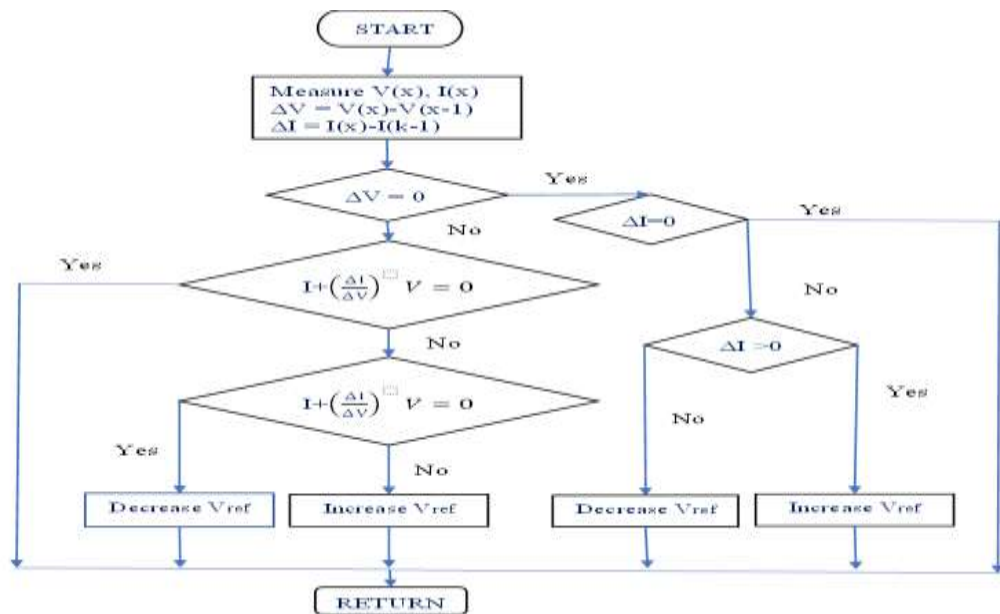 START
Measure V(x), I(x)
ΔV = V(x)-V(x-1)
ΔI = I(x)-I(k-1)
ΔV = 0
Yes
ΔI=0
Yes
No
Yes
I+(ΔI/ΔV)□ V = 0
No
No
ΔI >0
I+(ΔI/ΔV)□ V = 0
Yes
No
Yes
No
Decrease Vref
Increase Vref
Decrease Vref
Increase Vref
RETURN